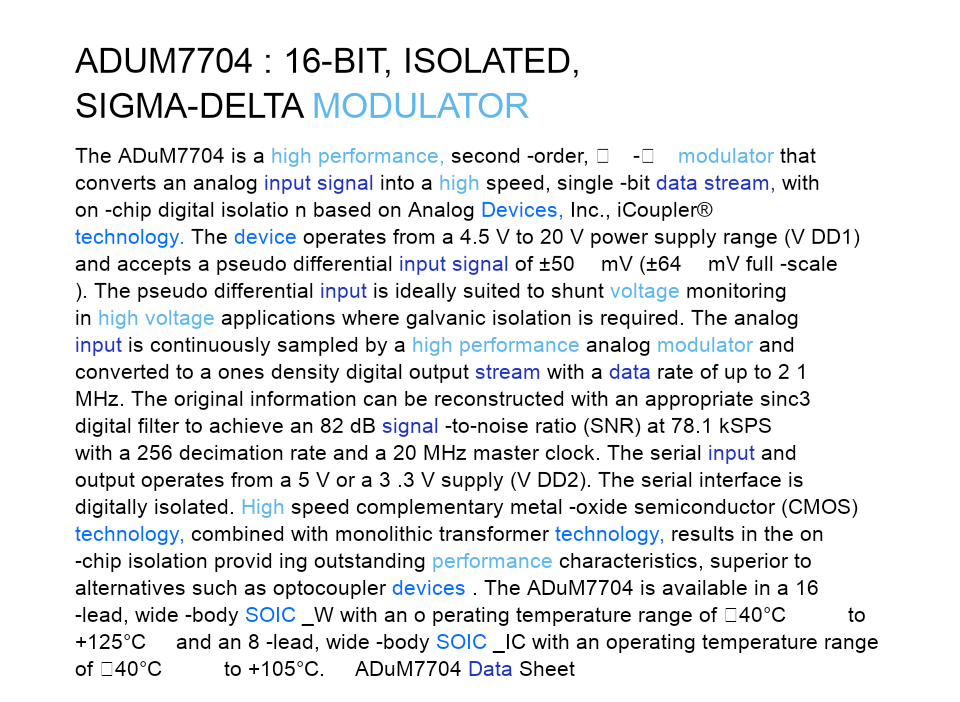 ADUM7704 : 16-BIT, ISOLATED,
SIGMA-DELTA MODULATOR
The ADuM7704 is a high performance, second -order, □ -□ modulator that
converts an analog input signal into a high speed, single -bit data stream, with
on -chip digital isolatio n based on Analog Devices, Inc., iCoupler®
technology. The device operates from a 4.5 V to 20 V power supply range (V DD1)
and accepts a pseudo differential input signal of ±50 mV (±64 mV full -scale
). The pseudo differential input is ideally suited to shunt voltage monitoring
in high voltage applications where galvanic isolation is required. The analog
input is continuously sampled by a high performance analog modulator and
converted to a ones density digital output stream with a data rate of up to 2 1
MHz. The original information can be reconstructed with an appropriate sinc3
digital filter to achieve an 82 dB signal -to-noise ratio (SNR) at 78.1 kSPS
with a 256 decimation rate and a 20 MHz master clock. The serial input and
output operates from a 5 V or a 3 .3 V supply (V DD2). The serial interface is
digitally isolated. High speed complementary metal -oxide semiconductor (CMOS)
technology, combined with monolithic transformer technology, results in the on
-chip isolation provid ing outstanding performance characteristics, superior to
alternatives such as optocoupler devices . The ADuM7704 is available in a 16
-lead, wide -body SOIC _W with an o perating temperature range of □40°C to
+125°C and an 8 -lead, wide -body SOIC _IC with an operating temperature range
of □40°C to +105°C. ADuM7704 Data Sheet